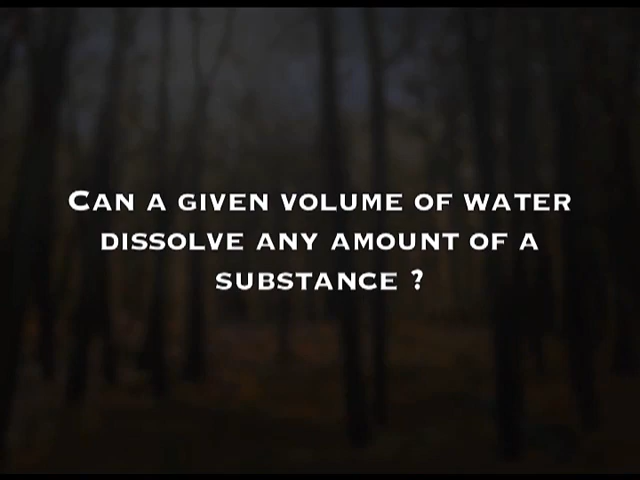 Can a given volume of water
dissolve any amount of a
substance ?